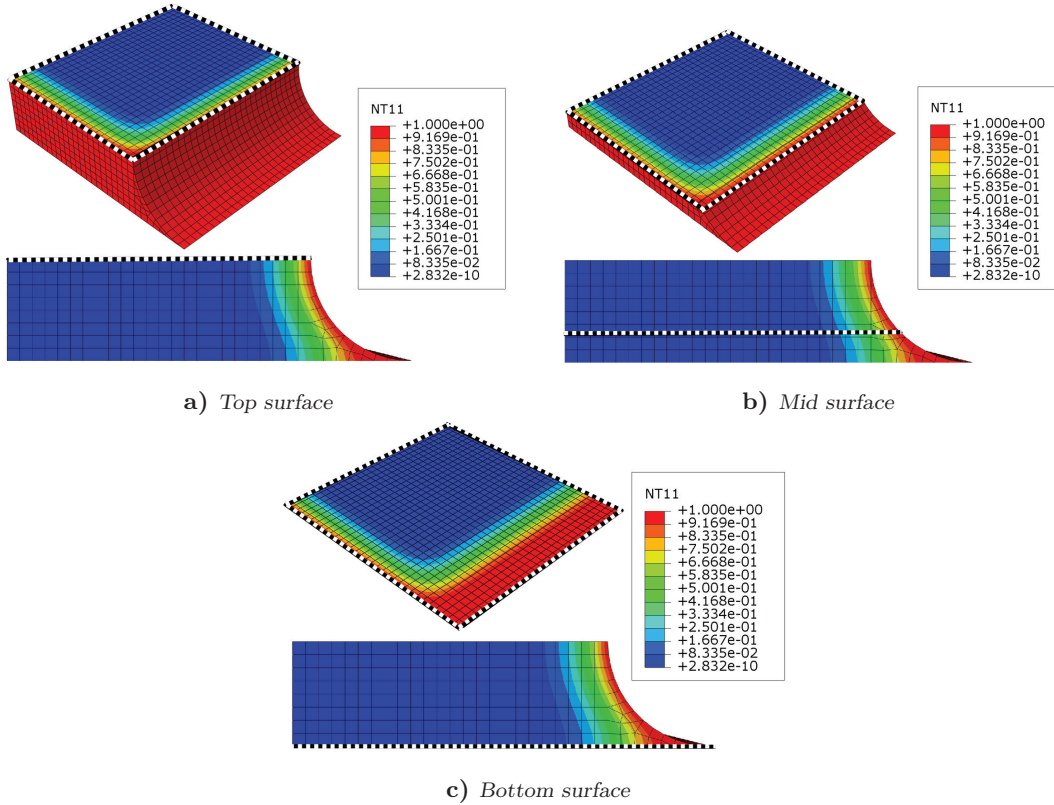 NT11
+1.000e+00
+9.169e-01
+8.335e-01
+7.502e-01
+6.668e-01
+5.835e-01
+5.001e-01
+4.168e-01
+3.334e-01
+2.501e-01
+1.667e-01
+8.335e-02
+2.832e-10
a) Top surface
NT11
+1.000e+00
+9.169e-01
+8.335e-01
+7.502e-01
+6.668e-01
+5.835e-01
+5.001e-01
+4.168e-01
+3.334e-01
+2.501e-01
+1.667e-01
+8.335e-02
+2.832e-10
b) Mid surface
NT11
+1.000e+00
+9.169e-01
+8.335e-01
+7.502e-01
+6.668e-01
+5.835e-01
+5.001e-01
+4.168e-01
+3.334e-01
+2.501e-01
+1.667e-01
+8.335e-02
+2.832e-10
c) Bottom surface